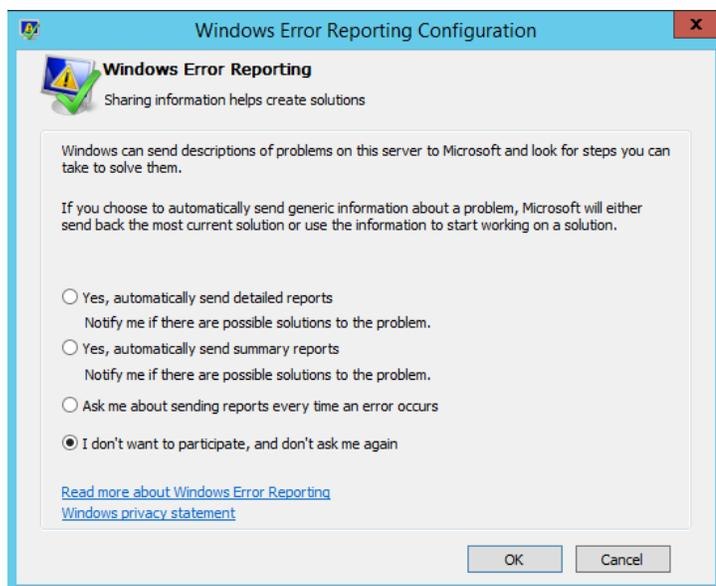 Windows Error Reporting Configuration
x
Windows Error Reporting
Sharing information helps create solutions
Windows can send descriptions of problems on this server to Microsoft and look for steps you can
take to solve them.
If you choose to automatically send generic information about a problem, Microsoft will either
send back the most current solution or use the information to start working on a solution.
Yes, automatically send detailed reports
Notify me if there are possible solutions to the problem.
Yes, automatically send summary reports
Notify me if there are possible solutions to the problem.
Ask me about sending reports every time an error occurs
I don't want to participate, and don't ask me again
Read more about Windows Error Reporting
Windows privacy statement
OK Cancel